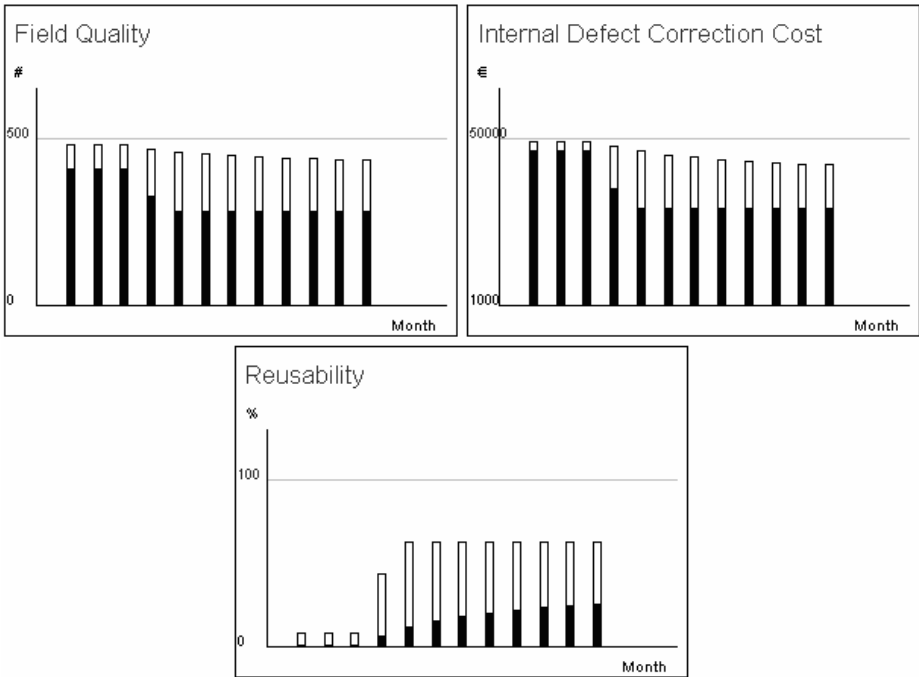 Field Quality
#
500
0
Month
Internal Defect Correction Cost
€
50000
1000
Month
Reusability
%
100
0
Month